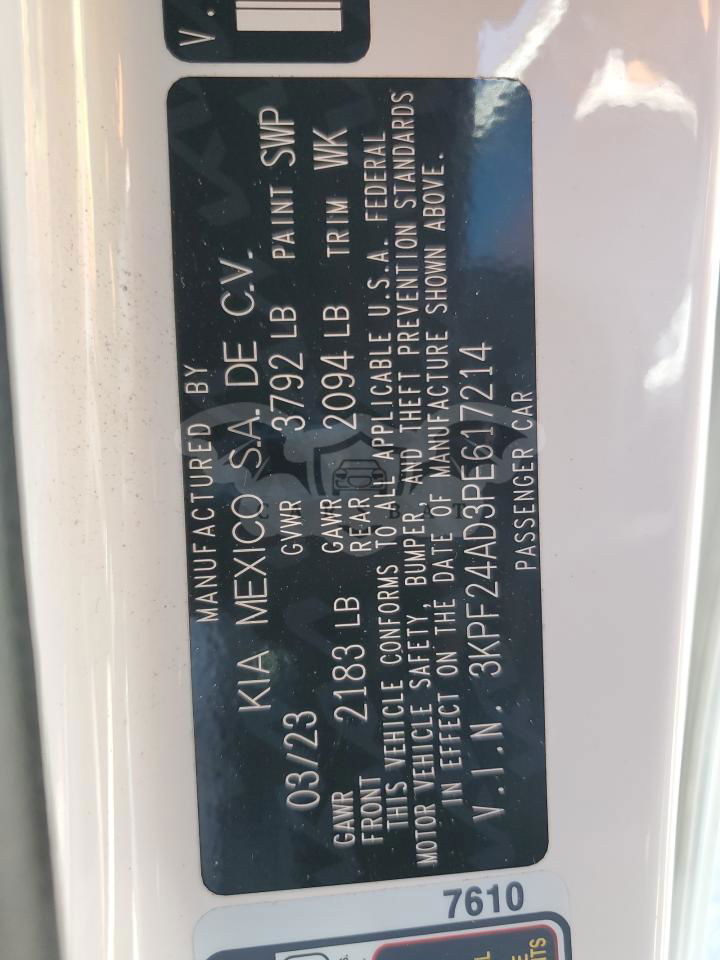 V.
MANUFACTURED BY
KIA MEXICO S.A. DE C.V.
03/23 GVWR 3792 LB PAINT SWP
GAWR FRONT 2183 LB GAWR REAR 2094 LB TRIM WK
THIS VEHICLE CONFORMS TO ALL APPLICABLE U.S.A. FEDERAL
MOTOR VEHICLE SAFETY, BUMPER, AND THEFT PREVENTION STANDARDS
IN EFFECT ON THE DATE OF MANUFACTURE SHOWN ABOVE.
V.I.N. 3KPF24AD3PE617214
PASSENGER CAR
7610